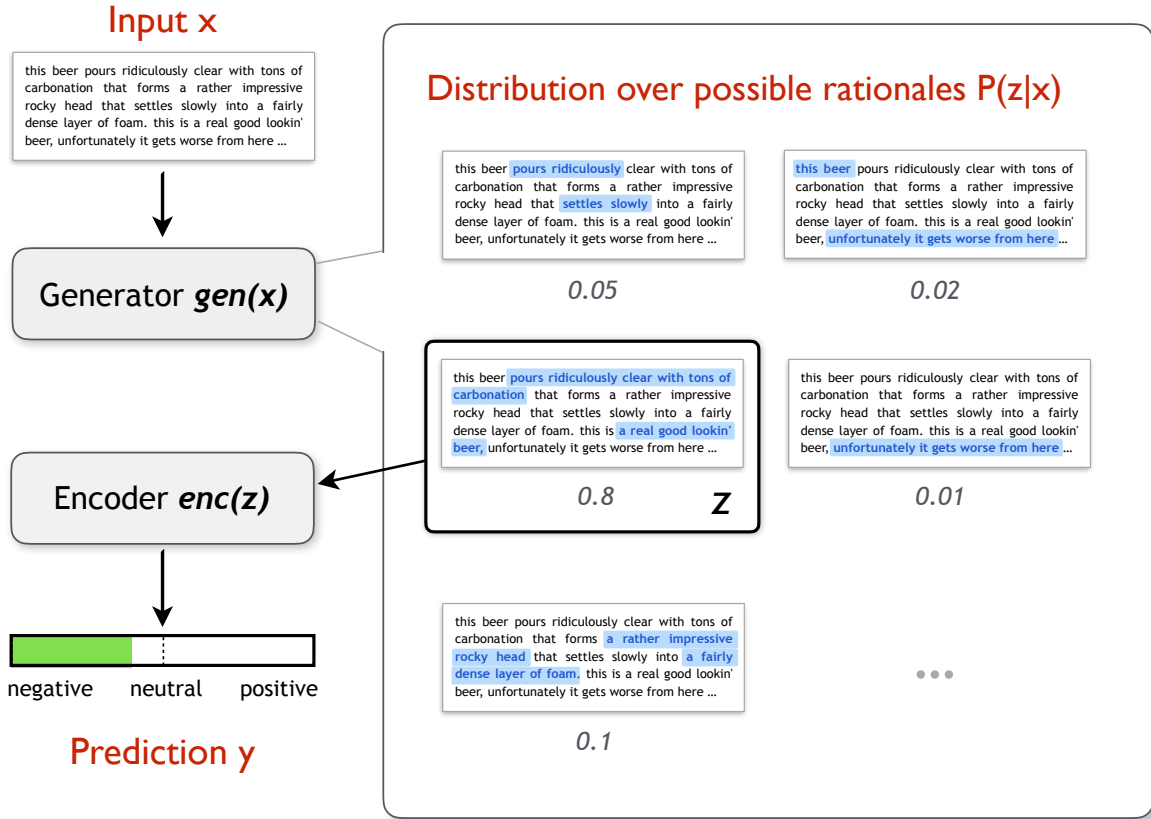 Input x
this beer pours ridiculously clear with tons of
carbonation that forms a rather impressive
rocky head that settles slowly into a fairly
dense layer of foam. this is a real good lookin'
beer, unfortunately it gets worse from here ...
Generator gen(x)
Encoder enc(z)
negative neutral positive
Prediction y
Distribution over possible rationales P(z|x)
this beer pours ridiculously clear with tons of
carbonation that forms a rather impressive
rocky head that settles slowly into a fairly
dense layer of foam. this is a real good lookin'
beer, unfortunately it gets worse from here ...
0.05
this beer pours ridiculously clear with tons of
carbonation that forms a rather impressive
rocky head that settles slowly into a fairly
dense layer of foam. this is a real good lookin'
beer, unfortunately it gets worse from here ...
0.02
this beer pours ridiculously clear with tons of
carbonation that forms a rather impressive
rocky head that settles slowly into a fairly
dense layer of foam. this is a real good lookin'
beer, unfortunately it gets worse from here ...
0.8 Z
this beer pours ridiculously clear with tons of
carbonation that forms a rather impressive
rocky head that settles slowly into a fairly
dense layer of foam. this is a real good lookin'
beer, unfortunately it gets worse from here ...
0.01
this beer pours ridiculously clear with tons of
carbonation that forms a rather impressive
rocky head that settles slowly into a fairly
dense layer of foam. this is a real good lookin'
beer, unfortunately it gets worse from here ...
0.1
...